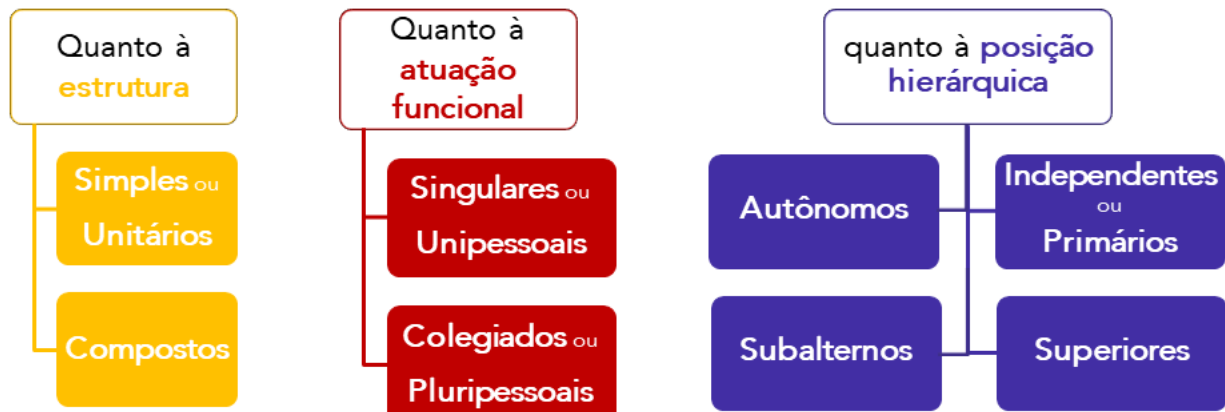 Quanto à
estrutura
Simples ou
Unitários
Compostos
Quanto à
atuação
funcional
Singulares ou
Unipessoais
Colegiados ou
Pluripessoais
quanto à posição
hierárquica
Autônomos
Independentes
ou
Primários
Subalternos
Superiores